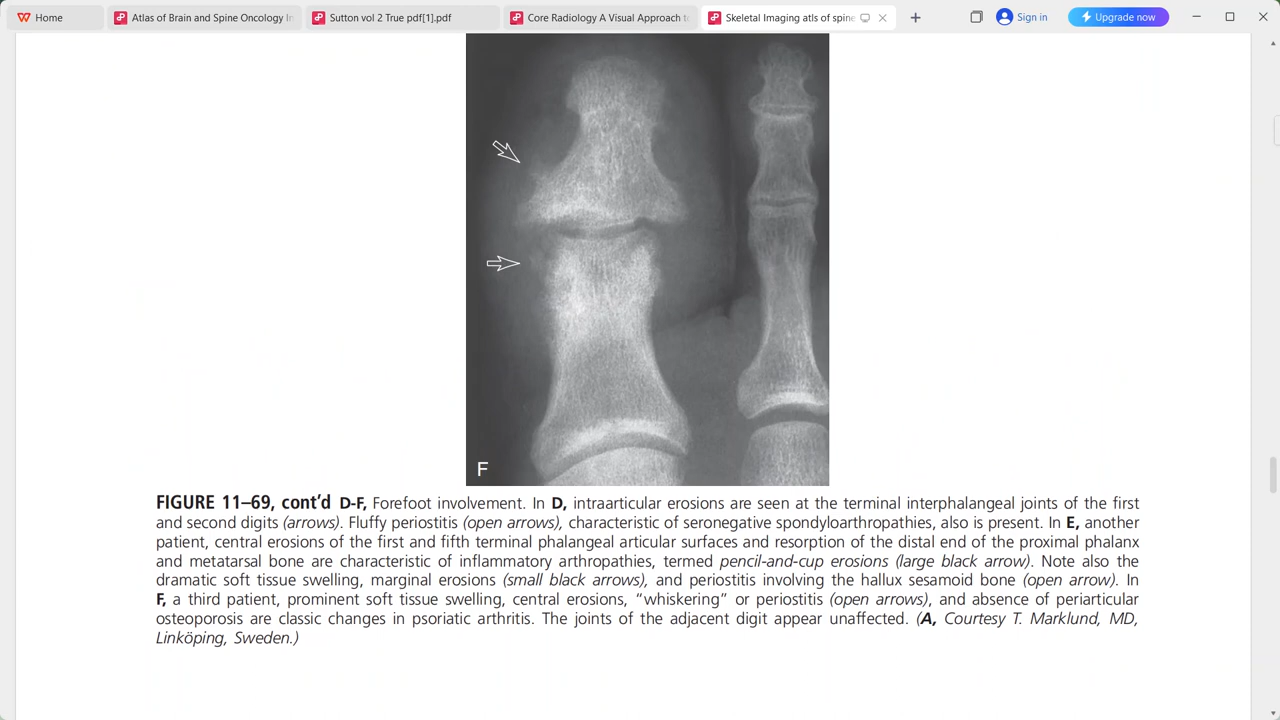 Home
Atlas of Brain and Spine Oncology I
Sutton vol 2 True pdf[1].pdf
Core Radiology A Visual Approach to
Skeletal Imaging atls of spine
Sign in
Upgrade now
F
FIGURE 11–69, cont'd D-F, Forefoot involvement. In D, intraarticular erosions are seen at the terminal interphalangeal joints of the first
and second digits (arrows). Fluffy periostitis (open arrows), characteristic of seronegative spondyloarthropathies, also is present. In E, another
patient, central erosions of the first and fifth terminal phalangeal articular surfaces and resorption of the distal end of the proximal phalanx
and metatarsal bone are characteristic of inflammatory arthropathies, termed pencil-and-cup erosions (large black arrow). Note also the
dramatic soft tissue swelling, marginal erosions (small black arrows), and periostitis involving the hallux sesamoid bone (open arrow). In
F, a third patient, prominent soft tissue swelling, central erosions, “whiskering” or periostitis (open arrows), and absence of periarticular
osteoporosis are classic changes in psoriatic arthritis. The joints of the adjacent digit appear unaffected. (A, Courtesy T. Marklund, MD,
Linköping, Sweden.)